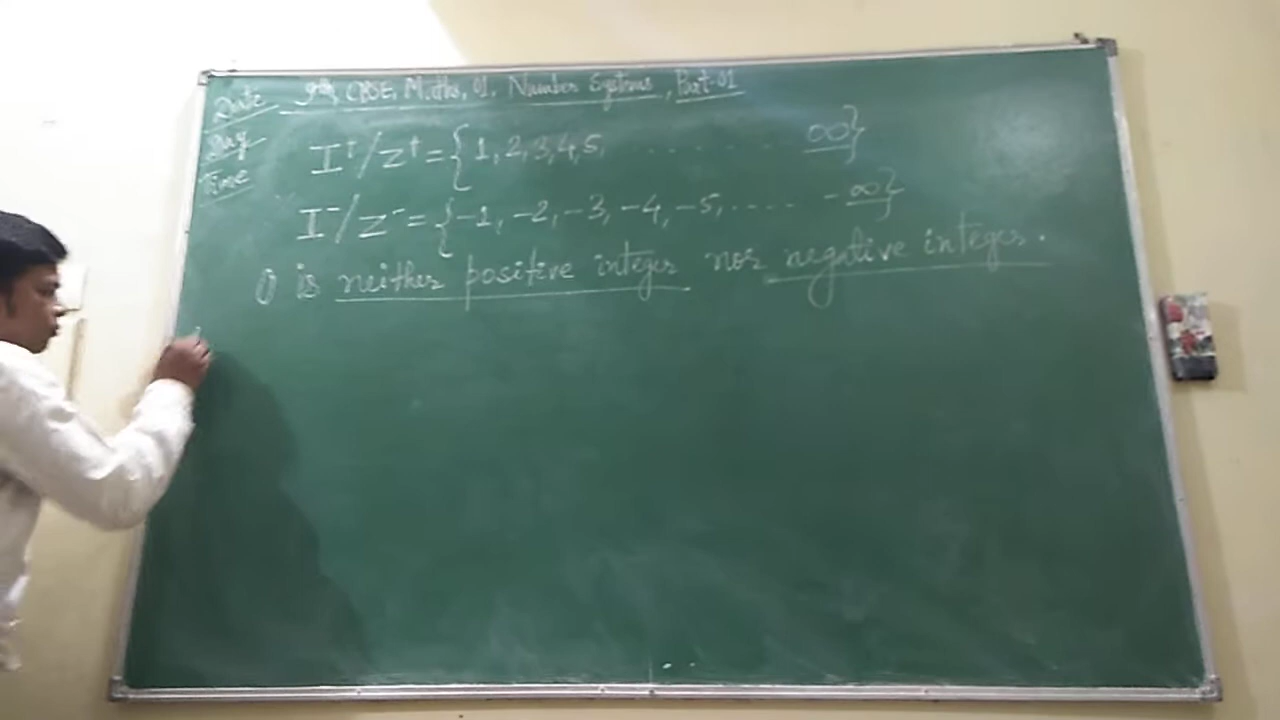 Date
9th, CBSE, Maths, 01, Number Systems, Part-01
Day
Time
I⁺/Z⁺ = {1, 2, 3, 4, 5, . . . . . . . ∞}
I⁻/Z⁻ = {-1, -2, -3, -4, -5, ..... -∞}
0 is neither positive integer nor negative integer.